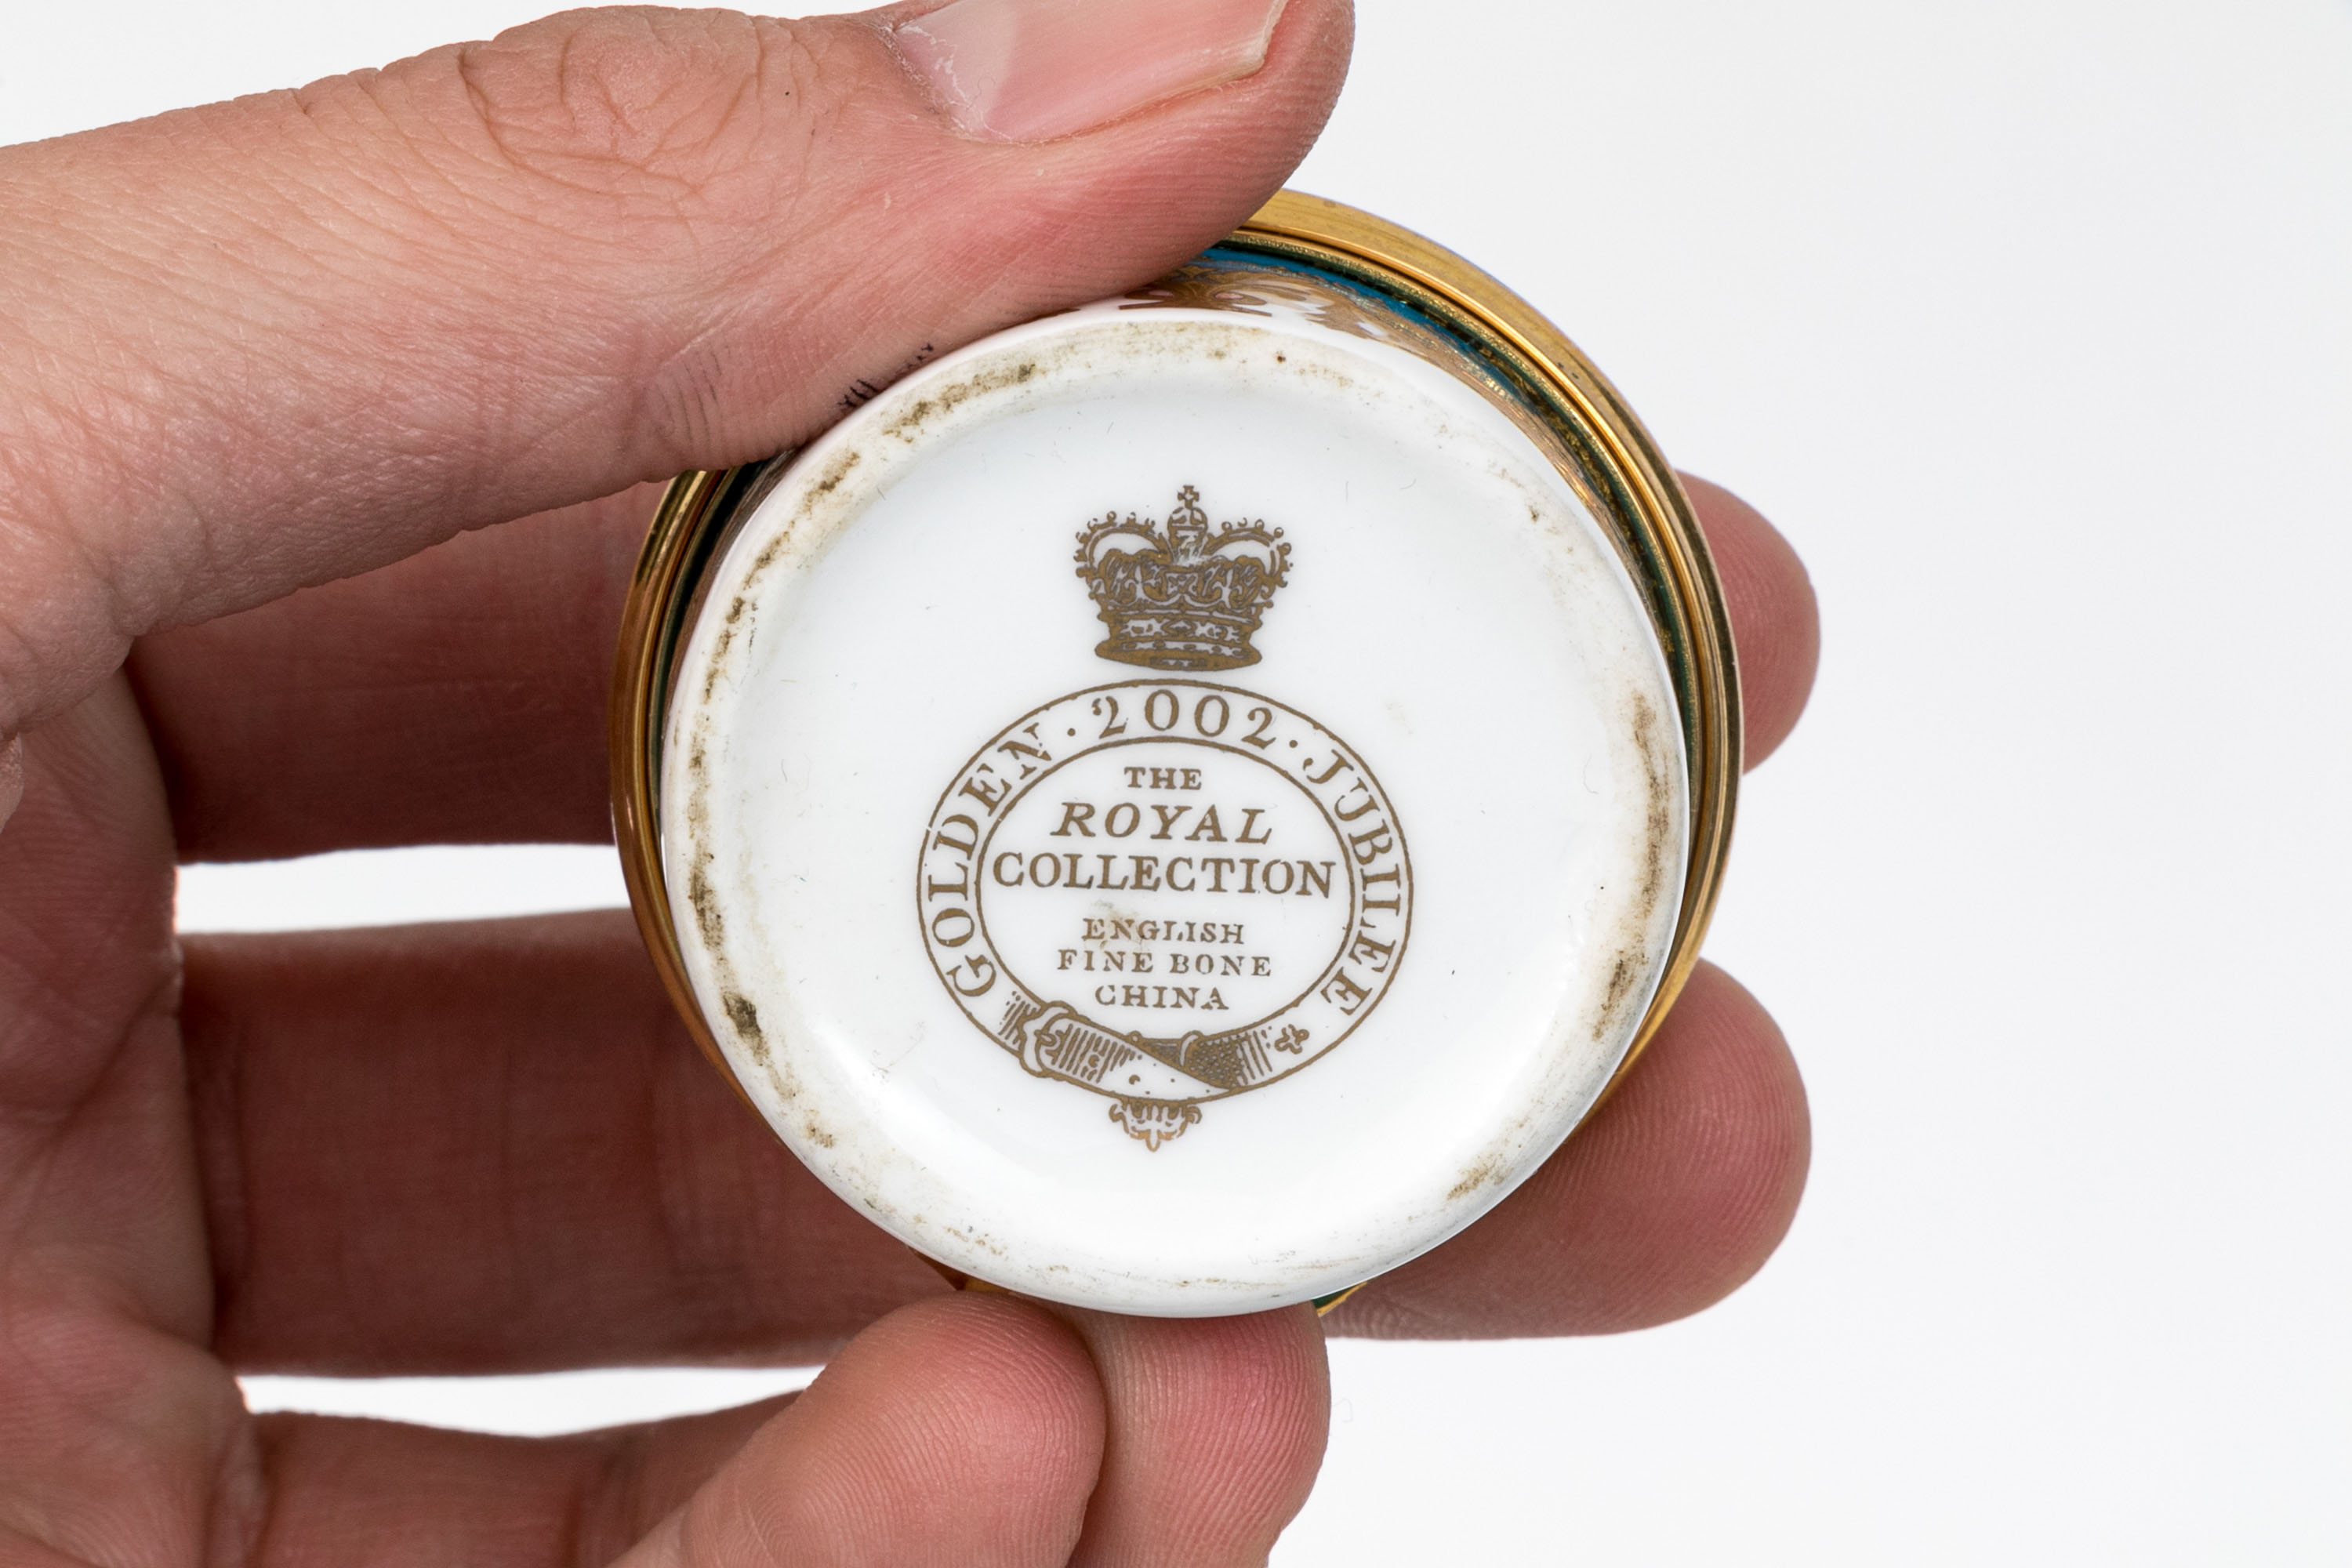 GOLDEN · 2002 · JUBILEE
THE
ROYAL
COLLECTION
ENGLISH
FINE BONE
CHINA